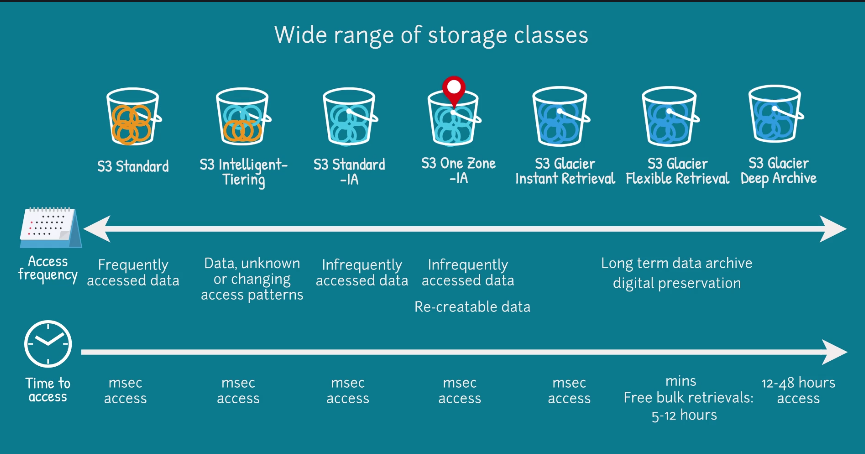 Wide range of storage classes
S3 Standard
S3 Intelligent-
Tiering
S3 Standard
-IA
S3 One Zone
-IA
S3 Glacier
Instant Retrieval
S3 Glacier
Flexible Retrieval
S3 Glacier
Deep Archive
Access
frequency
Frequently
accessed data
Data, unknown
or changing
access patterns
Infrequently
accessed data
Infrequently
accessed data
Re-creatable data
Long term data archive
digital preservation
Time to
access
msec
access
msec
access
msec
access
msec
access
msec
access
mins
Free bulk retrievals:
5-12 hours
12-48 hours
access